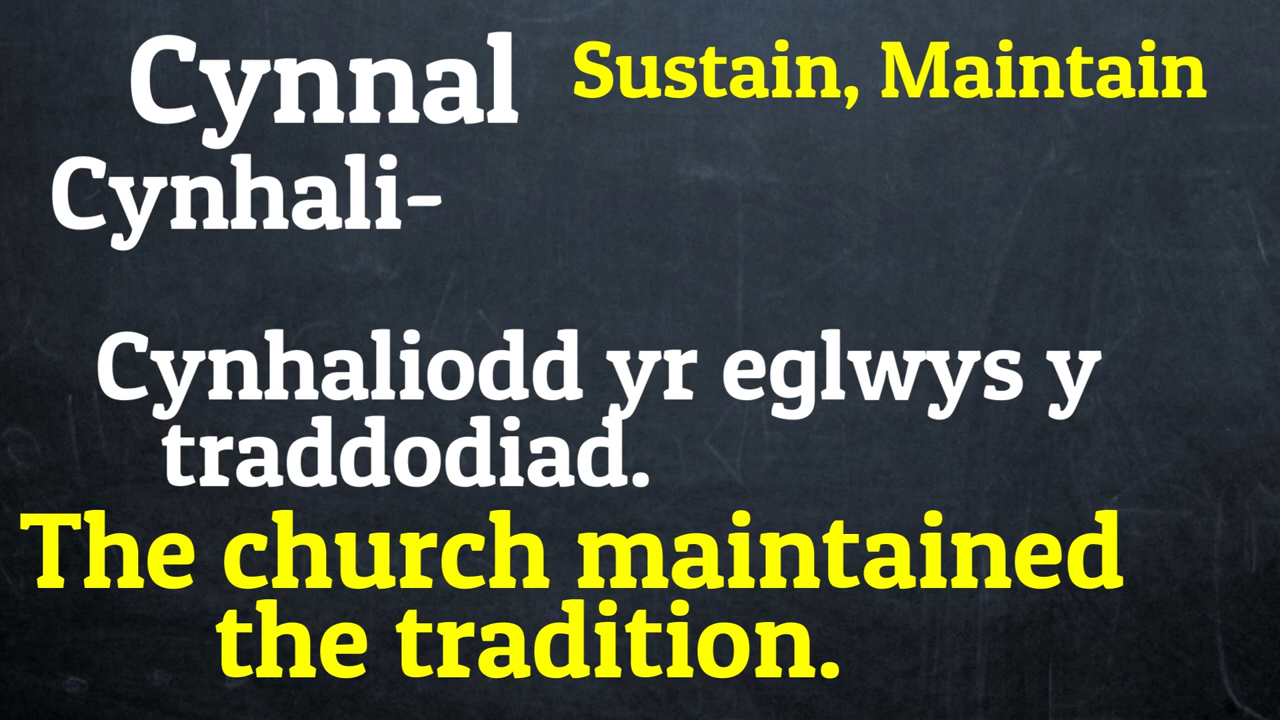 Cynnal Sustain, Maintain
Cynhali-
Cynhaliodd yr eglwys y
traddodiad.
The church maintained
the tradition.